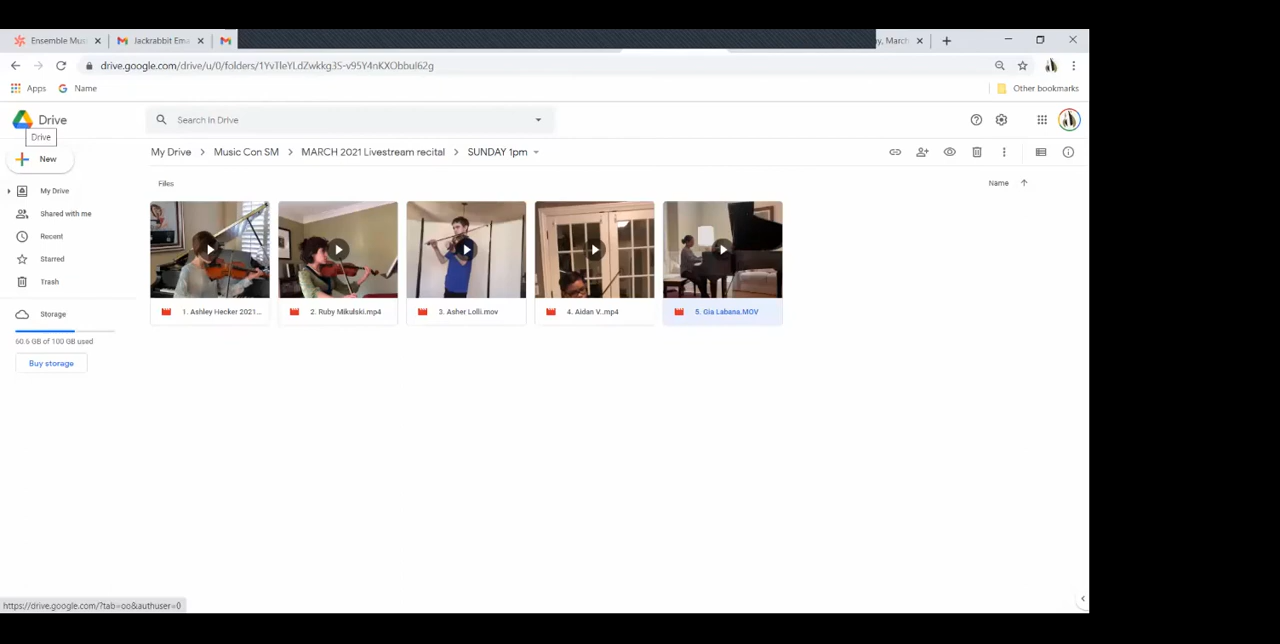 Ensemble Mus
Jackrabbit Ema
y, March
drive.google.com/drive/u/0/folders/1YvTleYLdZwkkg3S-v95Y4nKXObbul62g
Apps
Name
Other bookmarks
Drive
Search in Drive
Drive
New
My Drive
Music Con SM
MARCH 2021 Livestream recital
SUNDAY 1pm
Files
Name
My Drive
Shared with me
Recent
Starred
Trash
Storage
60.6 GB of 100 GB used
Buy storage
1. Ashley Hecker 2021...
2. Ruby Mikulski.mp4
3. Asher Lolli.mov
4. Aidan V..mp4
5. Gia Labana.MOV
https://drive.google.com/?tab=oo&authuser=0